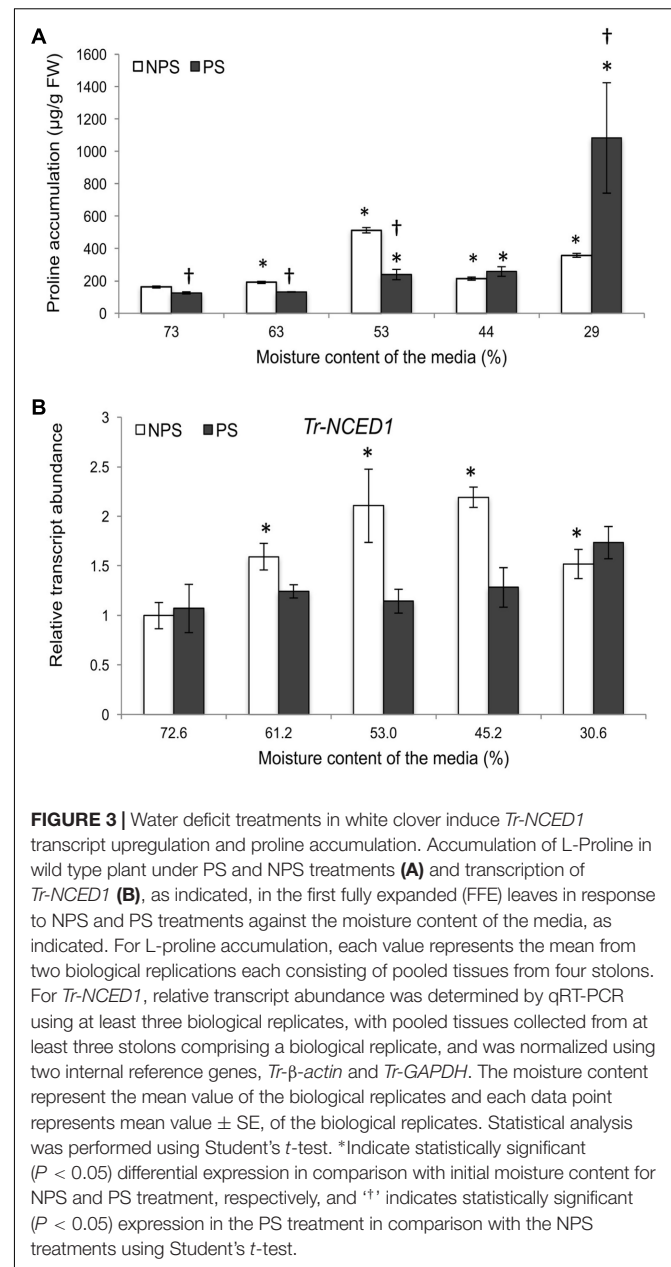 A
1600
1400
1200
1000
800
600
400
200
0
Proline accumulation (µg/g FW)
NPS PS
† * † * † * * * † *
73 63 53 44 29
Moisture content of the media (%)
B
3
2.5
2
1.5
1
0.5
0
Relative transcript abundance
NPS PS
Tr-NCED1
* * * *
72.6 61.2 53.0 45.2 30.6
Moisture content of the media (%)
FIGURE 3 | Water deficit treatments in white clover induce Tr-NCED1
transcript upregulation and proline accumulation. Accumulation of L-Proline in
wild type plant under PS and NPS treatments (A) and transcription of
Tr-NCED1 (B), as indicated, in the first fully expanded (FFE) leaves in response
to NPS and PS treatments against the moisture content of the media, as
indicated. For L-proline accumulation, each value represents the mean from
two biological replications each consisting of pooled tissues from four stolons.
For Tr-NCED1, relative transcript abundance was determined by qRT-PCR
using at least three biological replicates, with pooled tissues collected from at
least three stolons comprising a biological replicate, and was normalized using
two internal reference genes, Tr-β-actin and Tr-GAPDH. The moisture content
represent the mean value of the biological replicates and each data point
represents mean value ± SE, of the biological replicates. Statistical analysis
was performed using Student's t-test. *Indicate statistically significant
(P < 0.05) differential expression in comparison with initial moisture content for
NPS and PS treatment, respectively, and '†' indicates statistically significant
(P < 0.05) expression in the PS treatment in comparison with the NPS
treatments using Student's t-test.